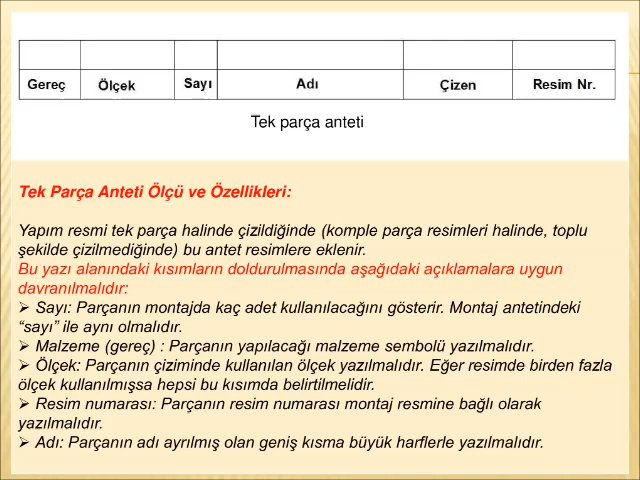 Gereç Ölçek Sayı Adı Çizen Resim Nr.
Tek parça anteti
Tek Parça Anteti Ölçü ve Özellikleri:
Yapım resmi tek parça halinde çizildiğinde (komple parça resimleri halinde, toplu
şekilde çizilmediğinde) bu antet resimlere eklenir.
Bu yazı alanındaki kısımların doldurulmasında aşağıdaki açıklamalara uygun
davranılmalıdır:
➢ Sayı: Parçanın montajda kaç adet kullanılacağını gösterir. Montaj antetindeki
“sayı” ile aynı olmalıdır.
➢ Malzeme (gereç) : Parçanın yapılacağı malzeme sembolü yazılmalıdır.
➢ Ölçek: Parçanın çiziminde kullanılan ölçek yazılmalıdır. Eğer resimde birden fazla
ölçek kullanılmışsa hepsi bu kısımda belirtilmelidir.
➢ Resim numarası: Parçanın resim numarası montaj resmine bağlı olarak
yazılmalıdır.
➢ Adı: Parçanın adı ayrılmış olan geniş kısma büyük harflerle yazılmalıdır.